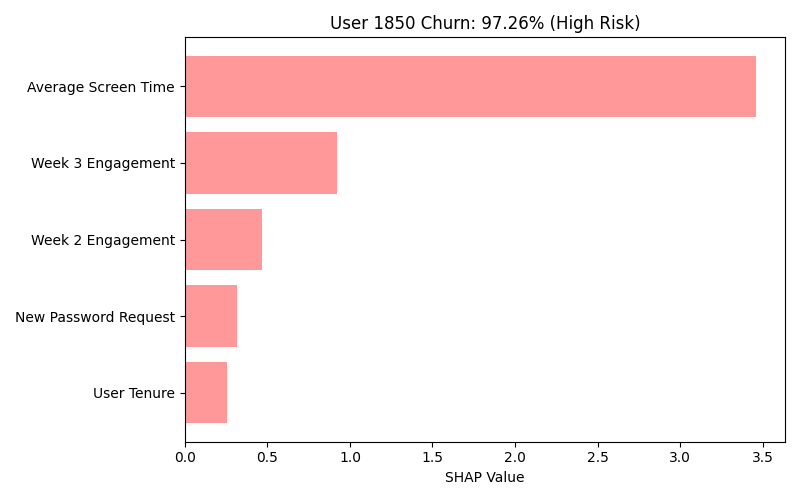 User 1850 Churn: 97.26% (High Risk)
Average Screen Time
Week 3 Engagement
Week 2 Engagement
New Password Request
User Tenure
0.0 0.5 1.0 1.5 2.0 2.5 3.0 3.5
SHAP Value